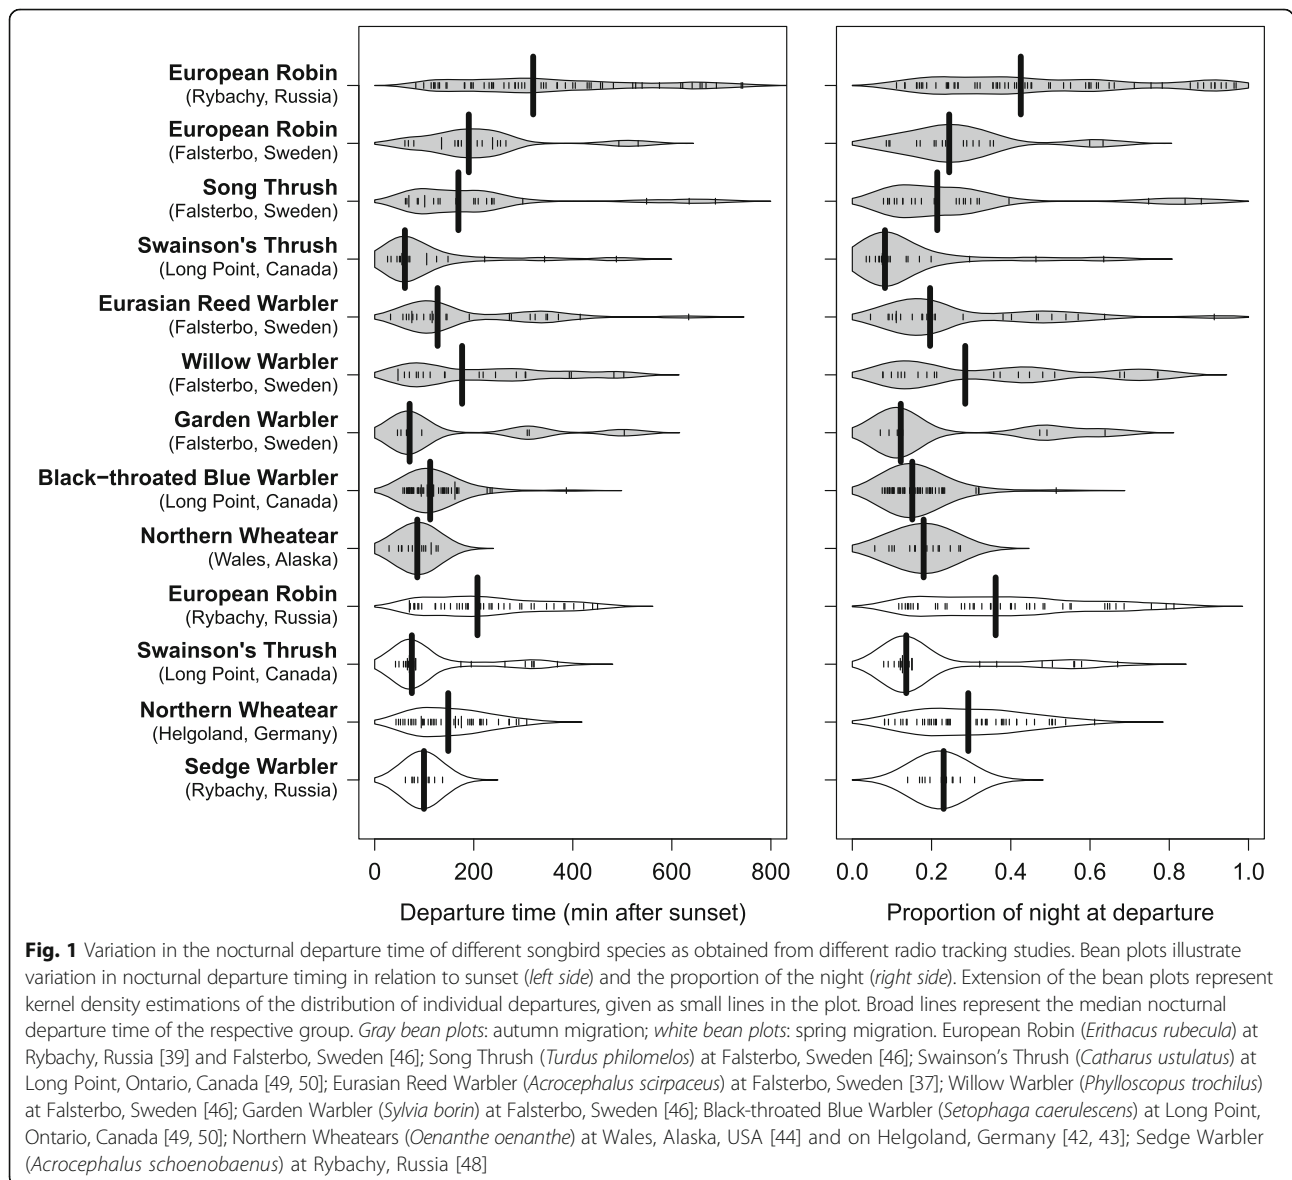 European Robin
(Rybachy, Russia)
European Robin
(Falsterbo, Sweden)
Song Thrush
(Falsterbo, Sweden)
Swainson's Thrush
(Long Point, Canada)
Eurasian Reed Warbler
(Falsterbo, Sweden)
Willow Warbler
(Falsterbo, Sweden)
Garden Warbler
(Falsterbo, Sweden)
Black−throated Blue Warbler
(Long Point, Canada)
Northern Wheatear
(Wales, Alaska)
European Robin
(Rybachy, Russia)
Swainson's Thrush
(Long Point, Canada)
Northern Wheatear
(Helgoland, Germany)
Sedge Warbler
(Rybachy, Russia)
0 200 400 600 800
Departure time (min after sunset)
0.0 0.2 0.4 0.6 0.8 1.0
Proportion of night at departure
Fig. 1 Variation in the nocturnal departure time of different songbird species as obtained from different radio tracking studies. Bean plots illustrate
variation in nocturnal departure timing in relation to sunset (left side) and the proportion of the night (right side). Extension of the bean plots represent
kernel density estimations of the distribution of individual departures, given as small lines in the plot. Broad lines represent the median nocturnal
departure time of the respective group. Gray bean plots: autumn migration; white bean plots: spring migration. European Robin (Erithacus rubecula) at
Rybachy, Russia [39] and Falsterbo, Sweden [46]; Song Thrush (Turdus philomelos) at Falsterbo, Sweden [46]; Swainson's Thrush (Catharus ustulatus) at
Long Point, Ontario, Canada [49, 50]; Eurasian Reed Warbler (Acrocephalus scirpaceus) at Falsterbo, Sweden [37]; Willow Warbler (Phylloscopus trochilus)
at Falsterbo, Sweden [46]; Garden Warbler (Sylvia borin) at Falsterbo, Sweden [46]; Black-throated Blue Warbler (Setophaga caerulescens) at Long Point,
Ontario, Canada [49, 50]; Northern Wheatears (Oenanthe oenanthe) at Wales, Alaska, USA [44] and on Helgoland, Germany [42, 43]; Sedge Warbler
(Acrocephalus schoenobaenus) at Rybachy, Russia [48]